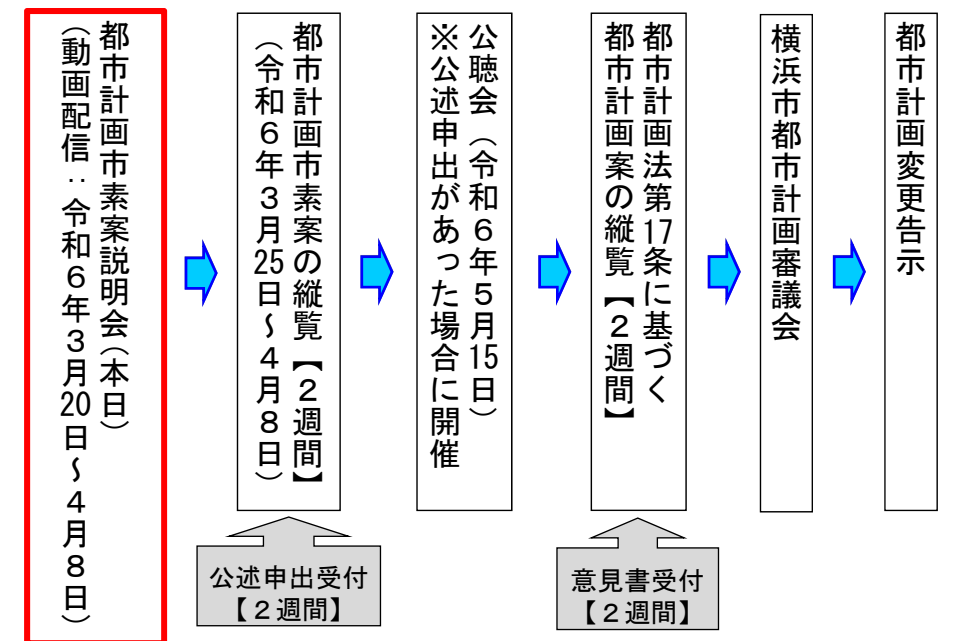 都市計画市素案説明会（本日）
（動画配信：令和６年３月20日～４月８日）
都市計画市素案の縦覧【２週間】
（令和６年３月25日～４月８日）
公述申出受付
【２週間】
公聴会（令和６年５月15日）
※公述申出があった場合に開催
都市計画法第17条に基づく
都市計画案の縦覧【２週間】
意見書受付
【２週間】
横浜市都市計画審議会
都市計画変更告示